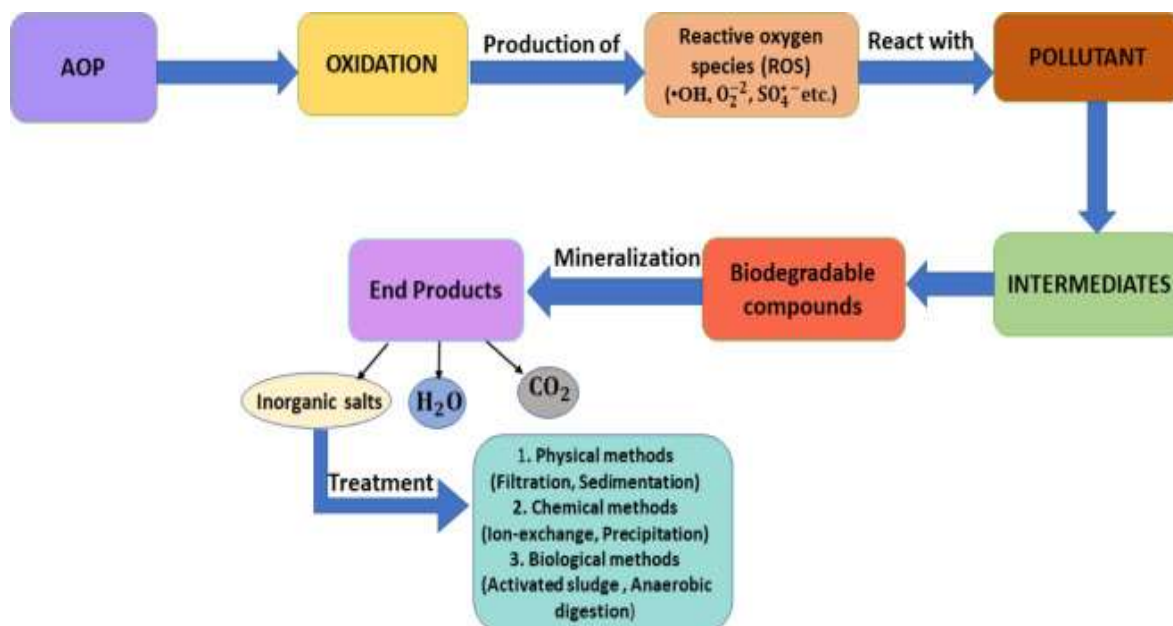 AOP
OXIDATION
Production of
Reactive oxygen
species (ROS)
(•OH, O₂⁻², SO₄•⁻ etc.)
React with
POLLUTANT
INTERMEDIATES
Biodegradable
compounds
Mineralization
End Products
Inorganic salts
H₂O
CO₂
Treatment
1. Physical methods
(Filtration, Sedimentation)
2. Chemical methods
(Ion-exchange, Precipitation)
3. Biological methods
(Activated sludge , Anaerobic
digestion)